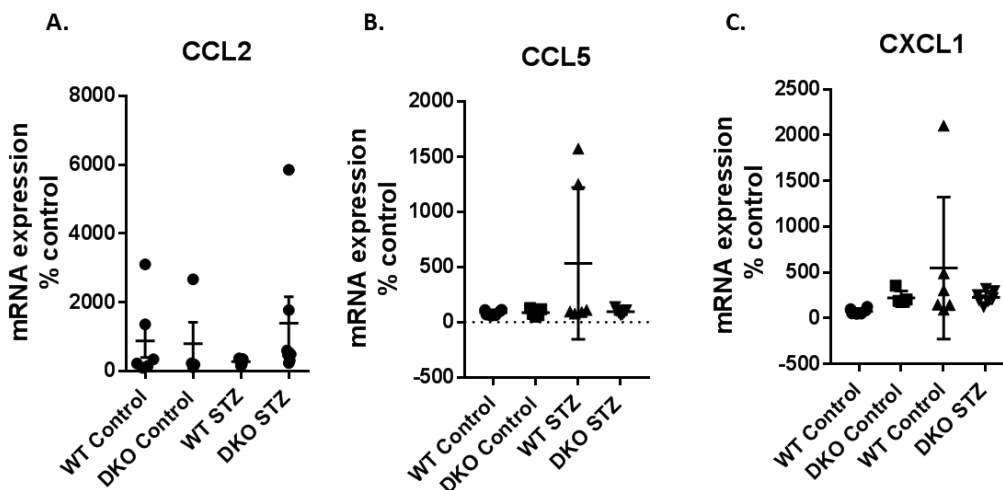 A.
CCL2
mRNA expression
% control
8000
6000
4000
2000
0
WT Control
DKO Control
WT STZ
DKO STZ
B.
CCL5
mRNA expression
% control
2000
1500
1000
500
0
-500
WT Control
DKO Control
WT STZ
DKO STZ
C.
CXCL1
mRNA expression
% control
2500
2000
1500
1000
500
0
-500
WT Control
DKO Control
WT Control
DKO STZ